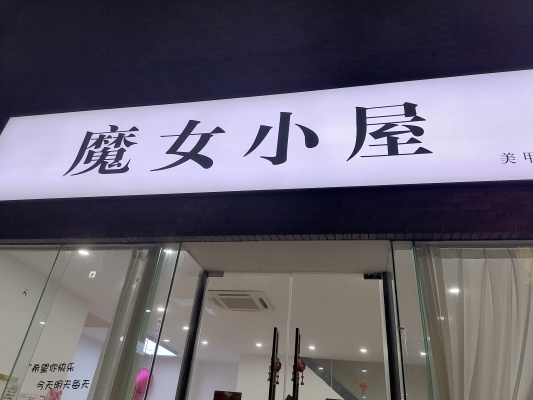 魔女小屋
美甲
"希望你快乐
今天明天每天